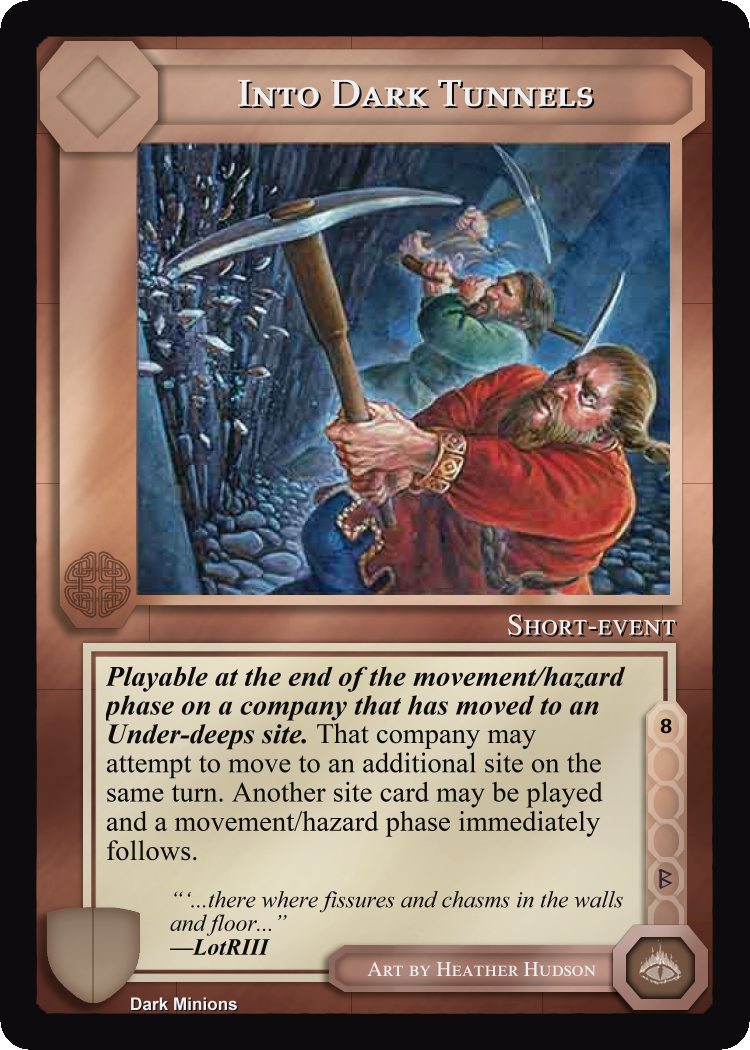 Into Dark Tunnels
Short-event
Playable at the end of the movement/hazard
phase on a company that has moved to an
Under-deeps site. That company may
attempt to move to an additional site on the
same turn. Another site card may be played
and a movement/hazard phase immediately
follows.
8
B
“‘...there where fissures and chasms in the walls
and floor...”
—LotRIII
Art by Heather Hudson
Dark Minions